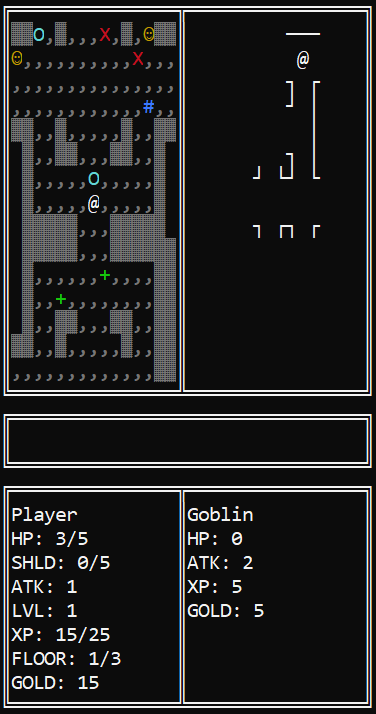 Player
HP: 3/5
SHLD: 0/5
ATK: 1
LVL: 1
XP: 15/25
FLOOR: 1/3
GOLD: 15
Goblin
HP: 0
ATK: 2
XP: 5
GOLD: 5